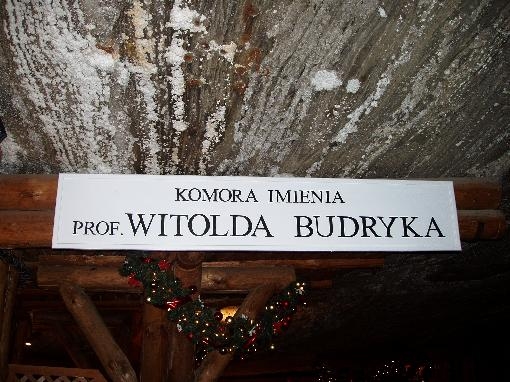 KOMORA IMIENIA
PROF. WITOLDA BUDRYKA